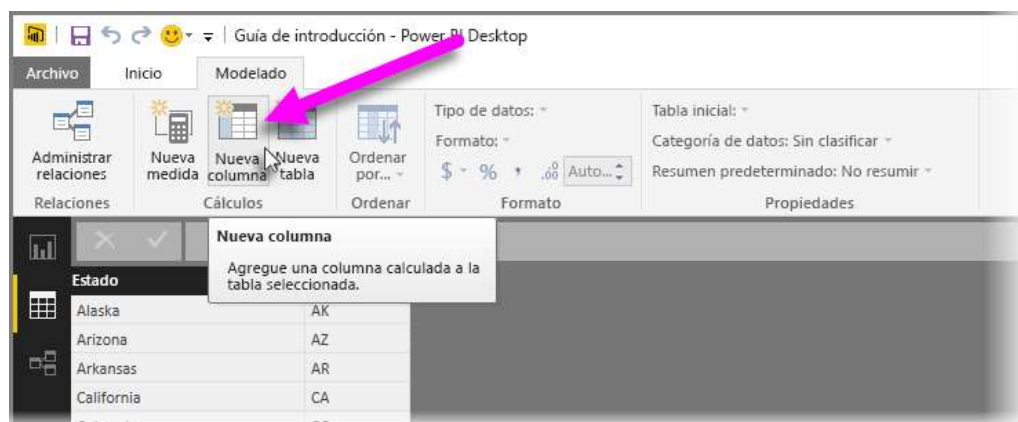 Guía de introducción - Power BI Desktop
Archivo Inicio Modelado
Administrar relaciones
Nueva medida
Nueva columna
Nueva tabla
Ordenar por...
Tipo de datos:
Formato:
$ % , .00 Auto...
Tabla inicial:
Categoría de datos: Sin clasificar
Resumen predeterminado: No resumir
Relaciones Cálculos Ordenar Formato Propiedades
Nueva columna
Agregue una columna calculada a la
tabla seleccionada.
Estado
Alaska AK
Arizona AZ
Arkansas AR
California CA